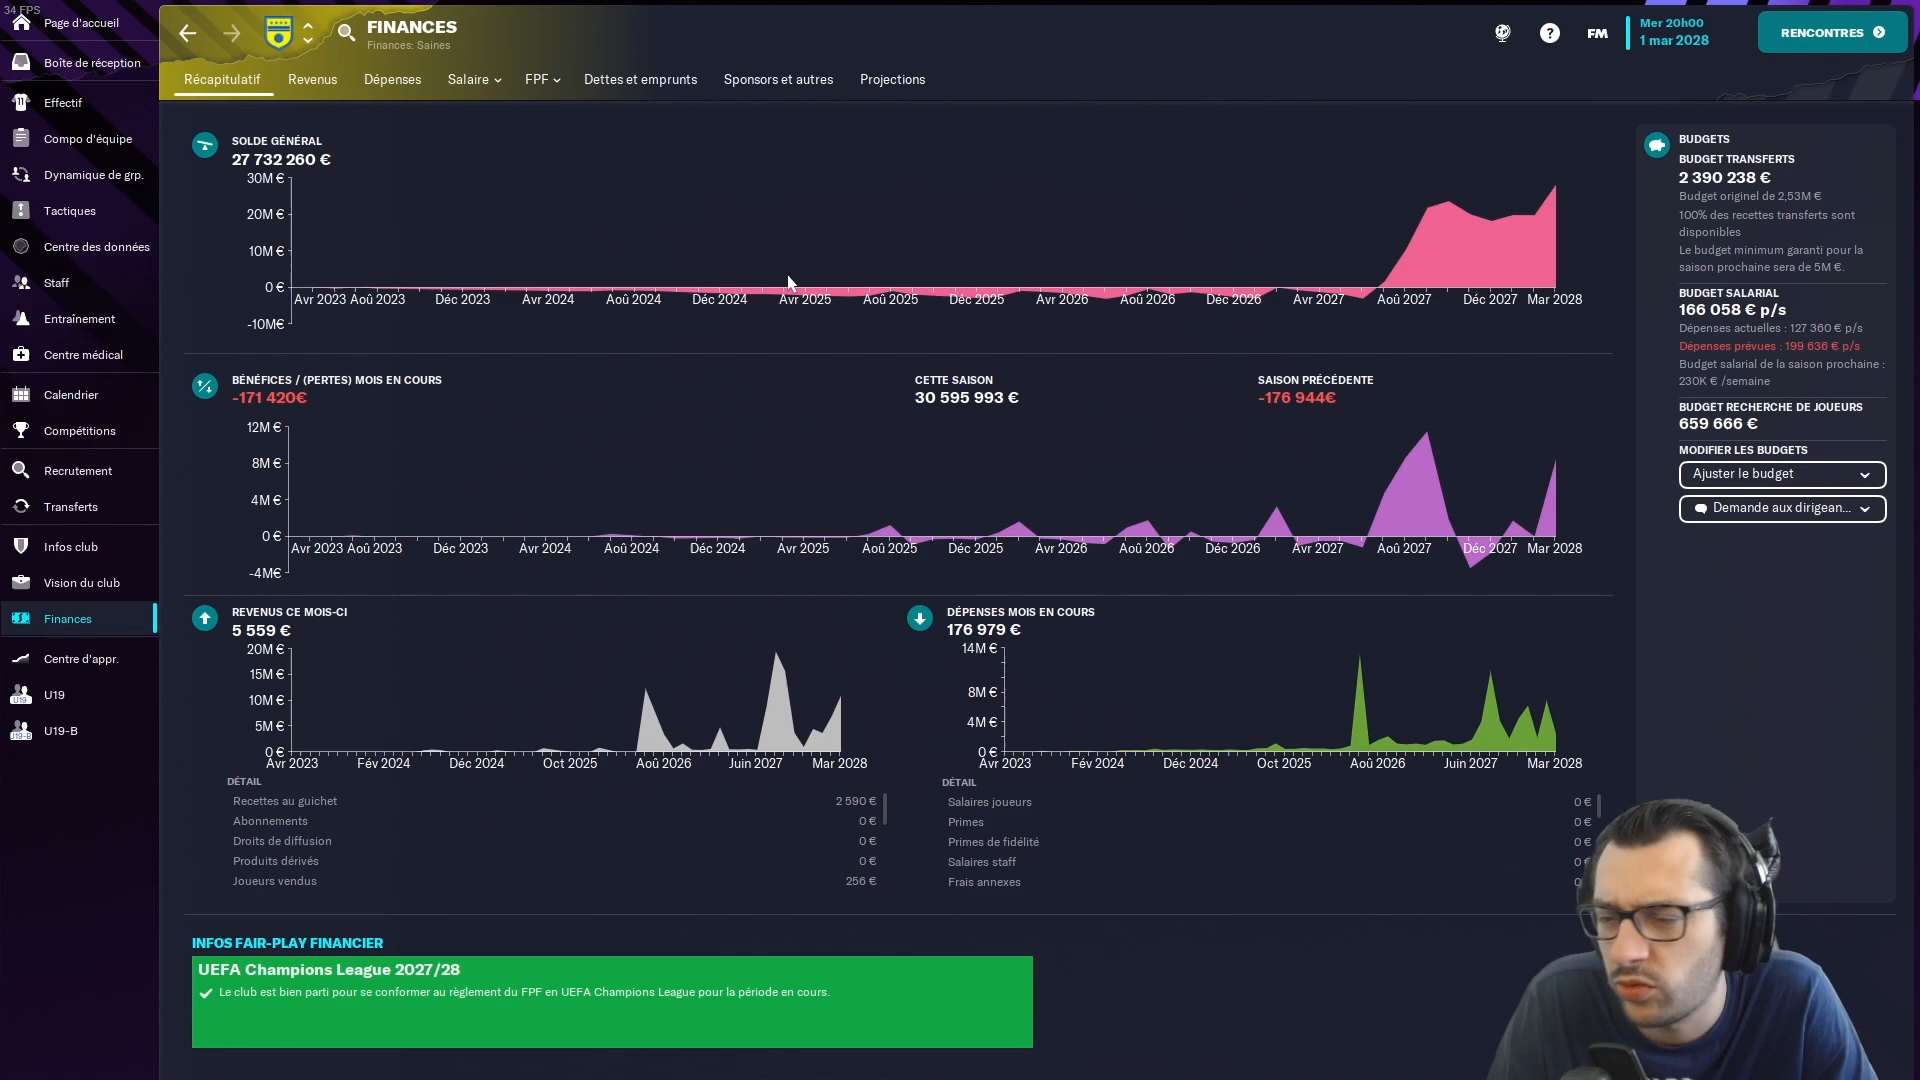 34 FPS
Page d'accueil
Boîte de réception
Effectif
Compo d'équipe
Dynamique de grp.
Tactiques
Centre des données
Staff
Entraînement
Centre médical
Calendrier
Compétitions
Recrutement
Transferts
Infos club
Vision du club
Finances
Centre d'appr.
U19
U19-B
FINANCES
Finances: Saines
FM
Mer 20h00
1 mar 2028
RENCONTRES
Récapitulatif
Revenus
Dépenses
Salaire
FPF
Dettes et emprunts
Sponsors et autres
Projections
SOLDE GÉNÉRAL
27 732 260 €
30M €
20M €
10M €
0 €
-10M€
Avr 2023 Aoû 2023 Déc 2023 Avr 2024 Aoû 2024 Déc 2024 Avr 2025 Aoû 2025 Déc 2025 Avr 2026 Aoû 2026 Déc 2026 Avr 2027 Aoû 2027 Déc 2027 Mar 2028
BÉNÉFICES / (PERTES) MOIS EN COURS
-171 420€
CETTE SAISON
30 595 993 €
SAISON PRÉCÉDENTE
-176 944€
12M €
8M €
4M €
0 €
-4M€
Avr 2023 Aoû 2023 Déc 2023 Avr 2024 Aoû 2024 Déc 2024 Avr 2025 Aoû 2025 Déc 2025 Avr 2026 Aoû 2026 Déc 2026 Avr 2027 Aoû 2027 Déc 2027 Mar 2028
REVENUS CE MOIS-CI
5 559 €
20M €
15M €
10M €
5M €
0 €
Avr 2023 Fév 2024 Déc 2024 Oct 2025 Aoû 2026 Juin 2027 Mar 2028
DÉTAIL
Recettes au guichet 2 590 €
Abonnements 0 €
Droits de diffusion 0 €
Produits dérivés 0 €
Joueurs vendus 256 €
DÉPENSES MOIS EN COURS
176 979 €
14M €
8M €
4M €
0 €
Avr 2023 Fév 2024 Déc 2024 Oct 2025 Aoû 2026 Juin 2027 Mar 2028
DÉTAIL
Salaires joueurs 0 €
Primes 0 €
Primes de fidélité 0 €
Salaires staff 0 €
Frais annexes 0
INFOS FAIR-PLAY FINANCIER
UEFA Champions League 2027/28
Le club est bien parti pour se conformer au règlement du FPF en UEFA Champions League pour la période en cours.
BUDGETS
BUDGET TRANSFERTS
2 390 238 €
Budget originel de 2,53M €
100% des recettes transferts sont
disponibles
Le budget minimum garanti pour la
saison prochaine sera de 5M €.
BUDGET SALARIAL
166 058 € p/s
Dépenses actuelles : 127 360 € p/s
Dépenses prévues : 199 636 € p/s
Budget salarial de la saison prochaine :
230K € /semaine
BUDGET RECHERCHE DE JOUEURS
659 666 €
MODIFIER LES BUDGETS
Ajuster le budget
Demande aux dirigean...